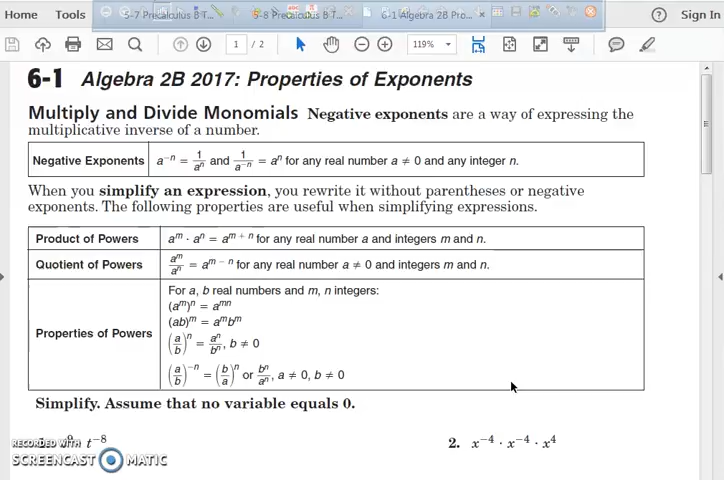 Home Tools 5-7 Precalculus B T... 5-8 Precalculus B T... 6-1 Algebra 2B Pro... × Sign In
1 / 2 119%
6-1 Algebra 2B 2017: Properties of Exponents
Multiply and Divide Monomials Negative exponents are a way of expressing the
multiplicative inverse of a number.
Negative Exponents a⁻ⁿ = 1/aⁿ and 1/a⁻ⁿ = aⁿ for any real number a ≠ 0 and any integer n.
When you simplify an expression, you rewrite it without parentheses or negative
exponents. The following properties are useful when simplifying expressions.
Product of Powers aᵐ · aⁿ = aᵐ ⁺ ⁿ for any real number a and integers m and n.
Quotient of Powers aᵐ/aⁿ = aᵐ ⁻ ⁿ for any real number a ≠ 0 and integers m and n.
Properties of Powers
For a, b real numbers and m, n integers:
(aᵐ)ⁿ = aᵐⁿ
(ab)ᵐ = aᵐbᵐ
(a/b)ⁿ = aⁿ/bⁿ, b ≠ 0
(a/b)⁻ⁿ = (b/a)ⁿ or bⁿ/aⁿ, a ≠ 0, b ≠ 0
Simplify. Assume that no variable equals 0.
t⁻⁸ 2. x⁻⁴ · x⁻⁴ · x⁴
RECORDED WITH
SCREENCAST MATIC